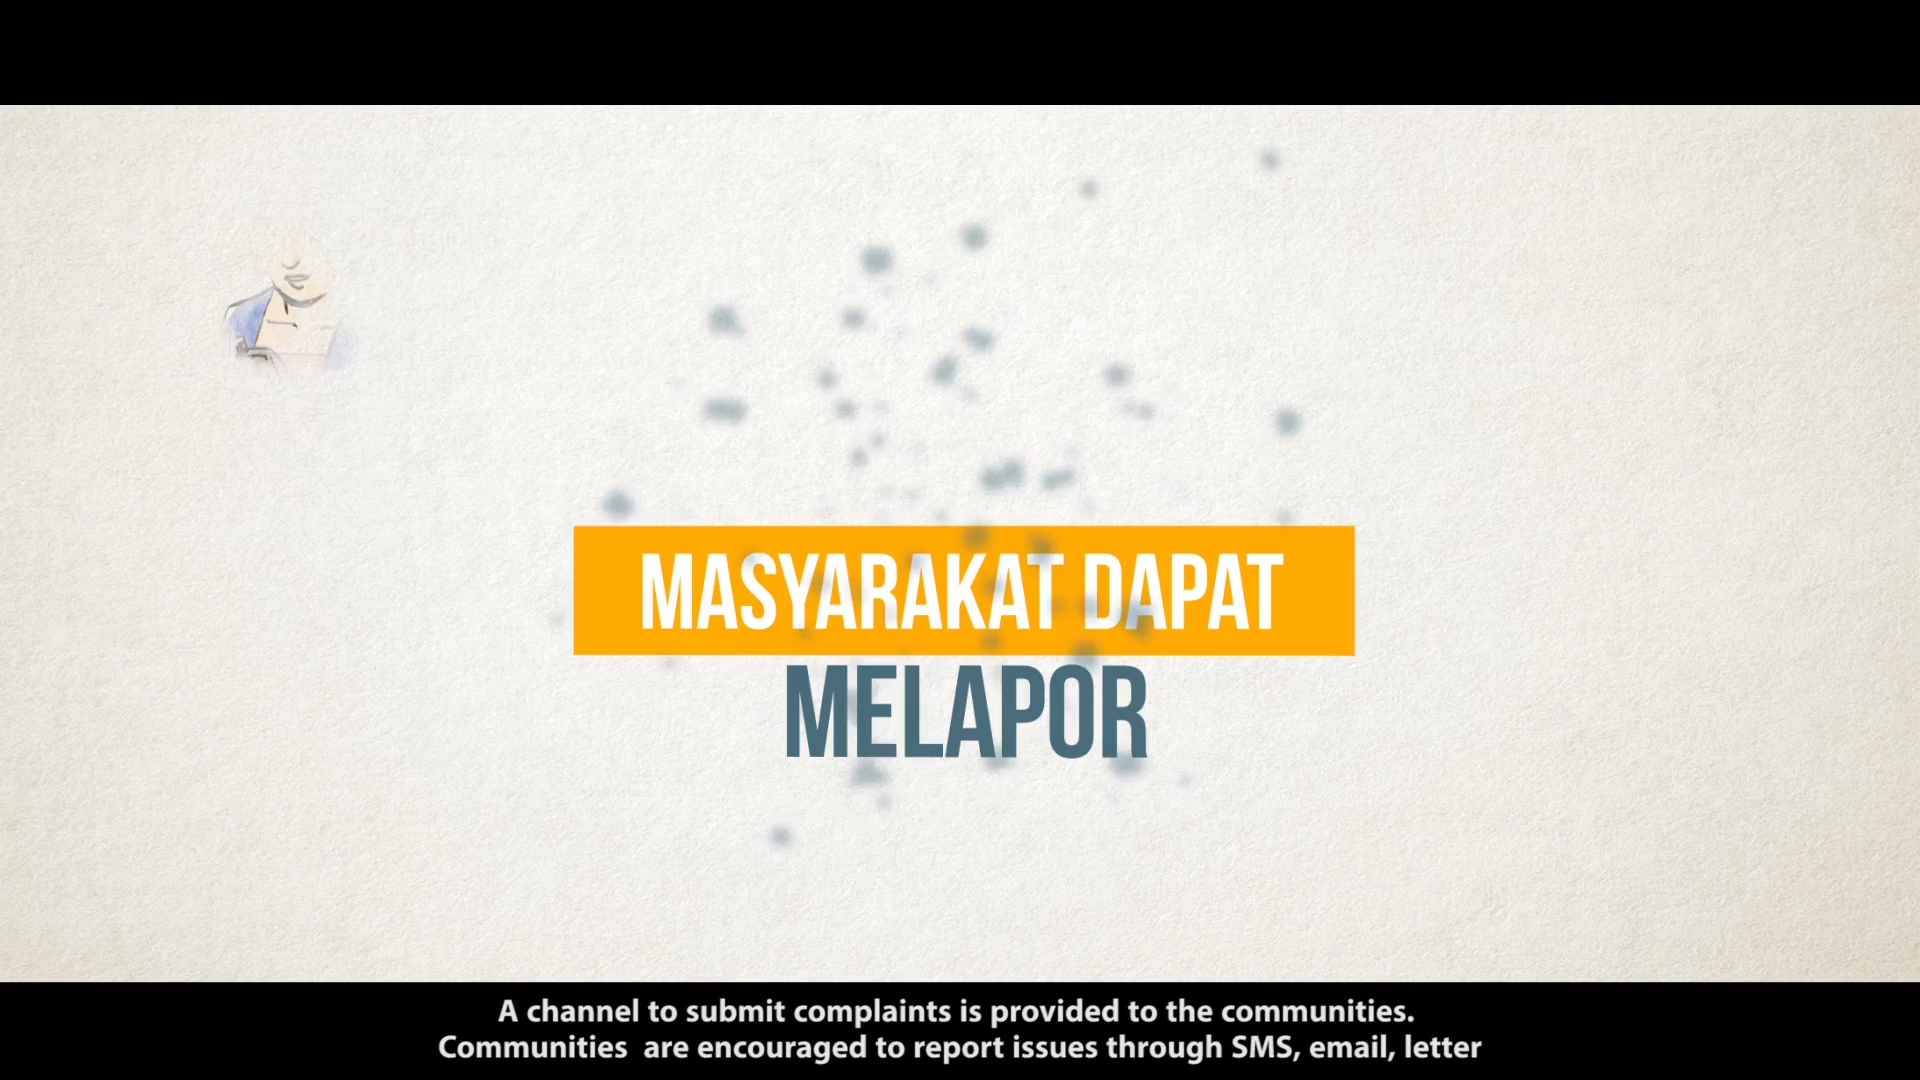 MASYARAKAT DAPAT
MELAPOR
A channel to submit complaints is provided to the communities.
Communities are encouraged to report issues through SMS, email, letter